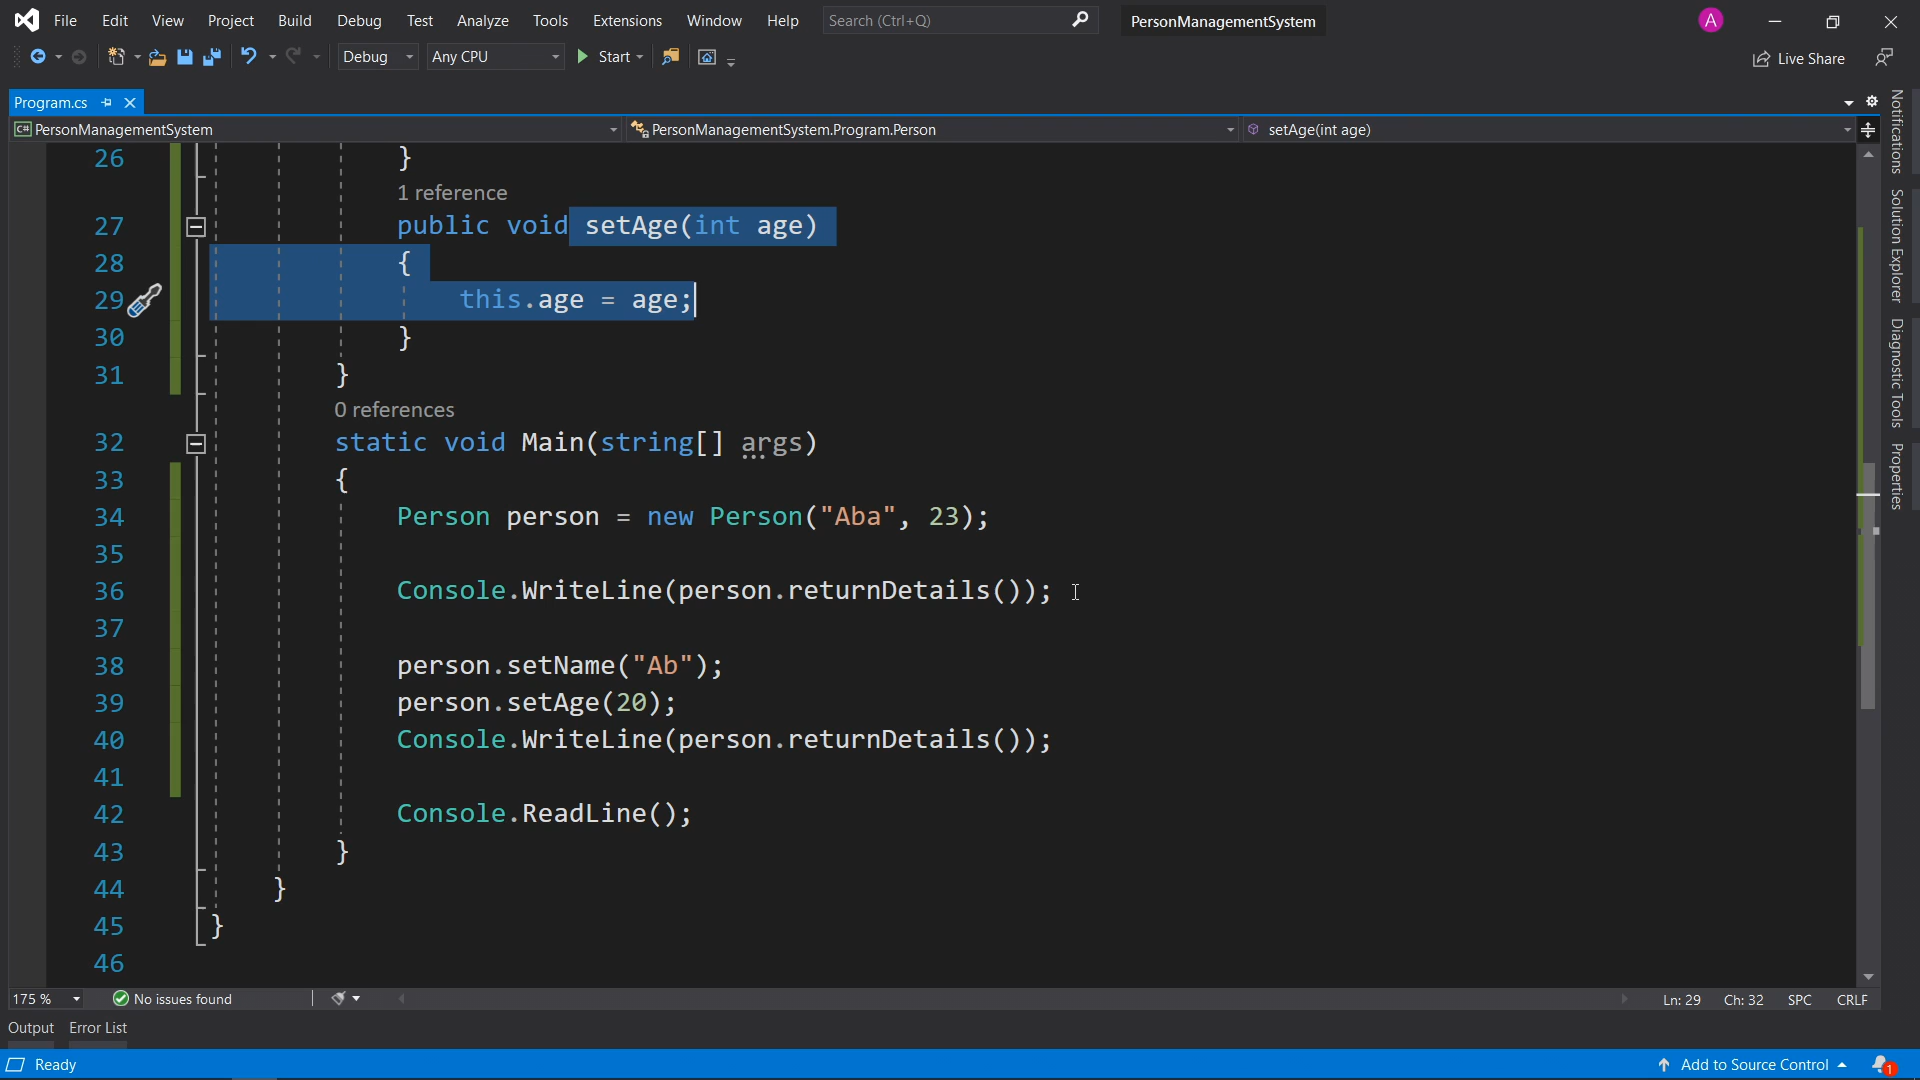 File Edit View Project Build Debug Test Analyze Tools Extensions Window Help Search (Ctrl+Q) PersonManagementSystem A
Debug Any CPU Start Live Share
Program.cs
C# PersonManagementSystem PersonManagementSystem.Program.Person setAge(int age)
26 }
1 reference
27 public void setAge(int age)
28 {
29 this.age = age;
30 }
31 }
0 references
32 static void Main(string[] args)
33 {
34 Person person = new Person("Aba", 23);
35
36 Console.WriteLine(person.returnDetails());
37
38 person.setName("Ab");
39 person.setAge(20);
40 Console.WriteLine(person.returnDetails());
41
42 Console.ReadLine();
43 }
44 }
45 }
46
Notifications
Solution Explorer
Diagnostic Tools
Properties
175 % No issues found Ln: 29 Ch: 32 SPC CRLF
Output Error List
Ready Add to Source Control 1